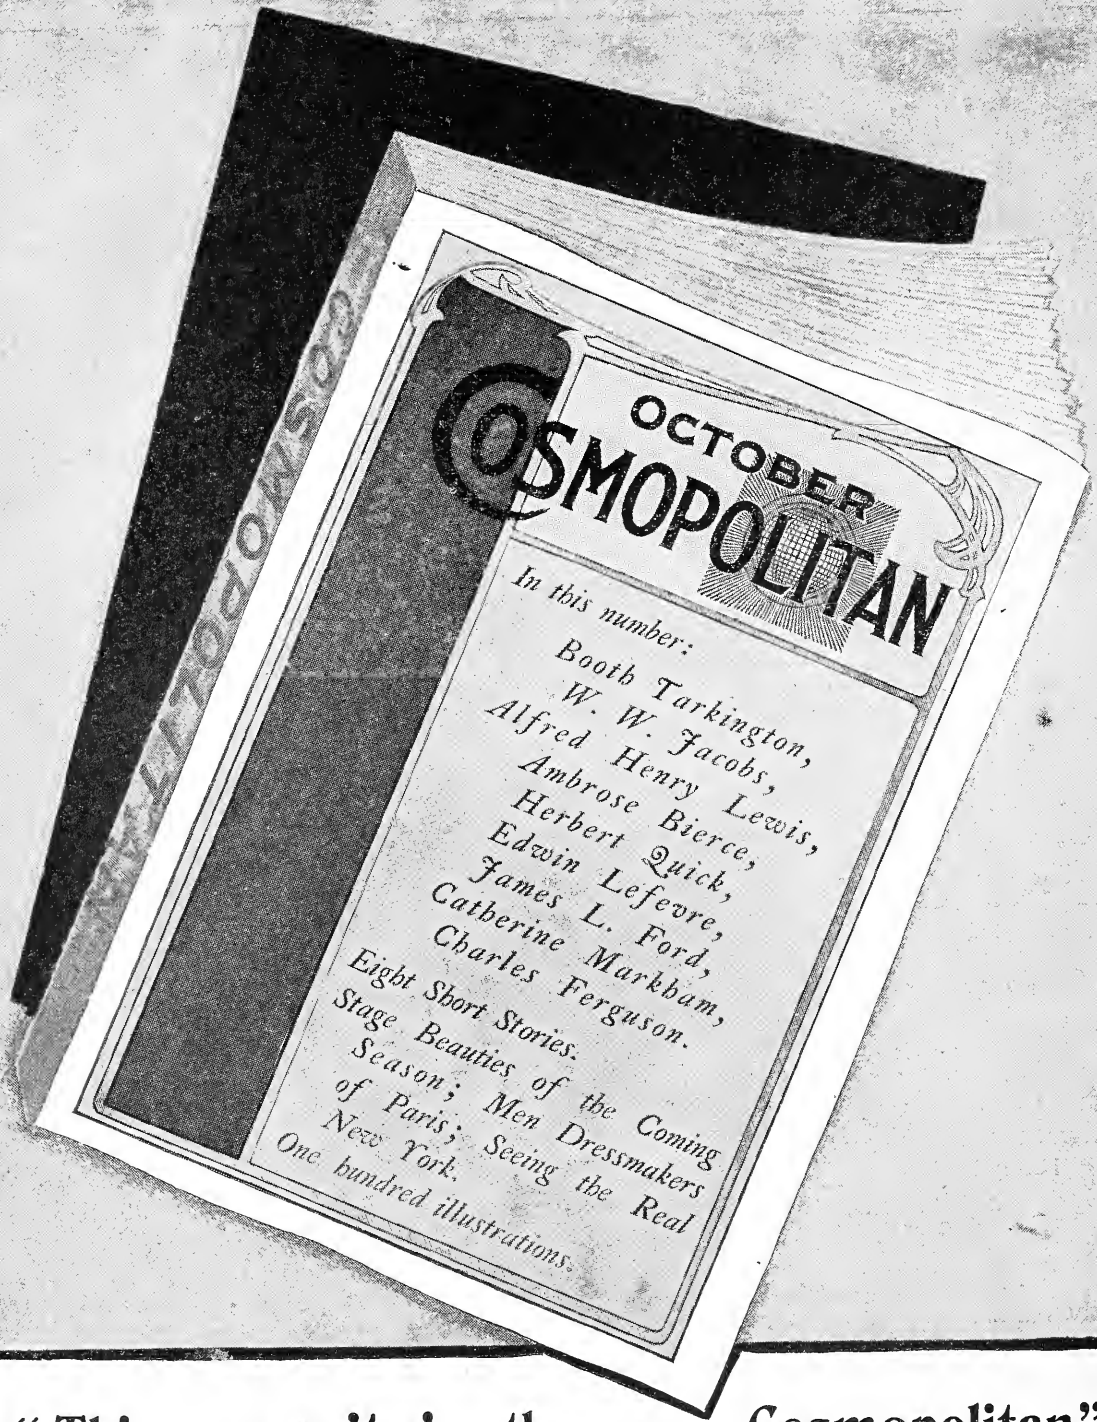 COSMOPOLITAN
OCTOBER
COSMOPOLITAN
In this number:
Booth Tarkington,
W. W. Jacobs,
Alfred Henry Lewis,
Ambrose Bierce,
Herbert Quick,
Edwin Lefevre,
James L. Ford,
Catherine Markham,
Charles Ferguson.
Eight Short Stories.
Stage Beauties of the Coming
Season; Men Dressmakers
of Paris; Seeing the Real
New York.
One hundred illustrations.